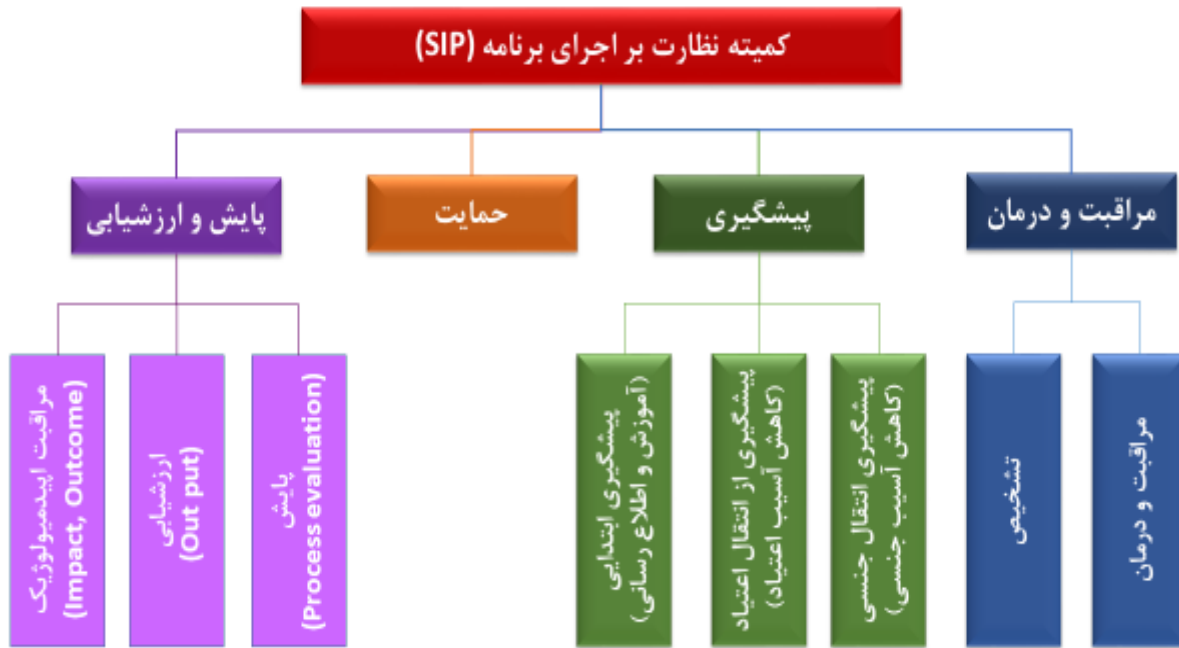 کمیته نظارت بر اجرای برنامه (SIP)
مراقبت و درمان
پیشگیری
حمایت
پایش و ارزشیابی
مراقبت و درمان
تشخیص
پیشگیری انتقال جنسی
(کاهش آسیب جنسی)
پیشگیری از انتقال اعتیاد
(کاهش آسیب اعتیاد)
پیشگیری ابتدایی
(آموزش و اطلاع رسانی)
پایش
(Process evaluation)
ارزشیابی
(Out put)
مراقبت اپیدمیولوژیک
(Impact, Outcome)